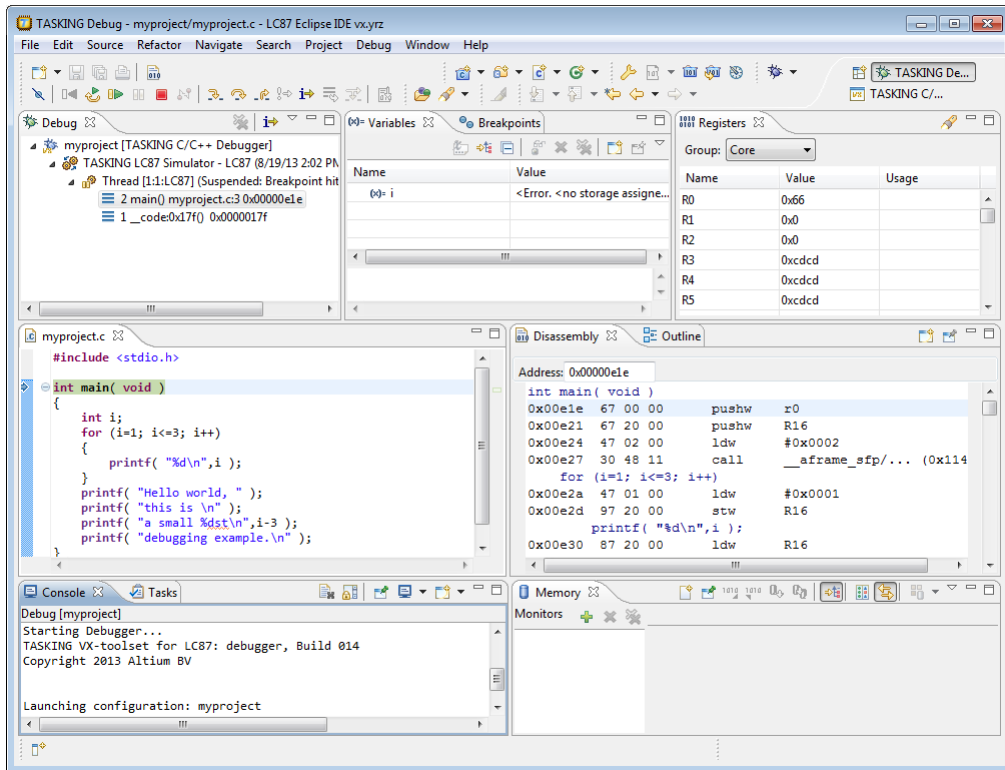 TASKING Debug - myproject/myproject.c - LC87 Eclipse IDE vx.yrz
File Edit Source Refactor Navigate Search Project Debug Window Help
TASKING De...
TASKING C/...
Debug
myproject [TASKING C/C++ Debugger]
TASKING LC87 Simulator - LC87 (8/19/13 2:02 PM
Thread [1:1:LC87] (Suspended: Breakpoint hit
2 main() myproject.c:3 0x00000e1e
1 __code:0x17f() 0x0000017f
(x)= Variables
Breakpoints
Name Value
(x)= i <Error. <no storage assigne...
Registers
Group: Core
Name Value Usage
R0 0x66
R1 0x0
R2 0x0
R3 0xcdcd
R4 0xcdcd
R5 0xcdcd
myproject.c
#include <stdio.h>
int main( void )
{
int i;
for (i=1; i<=3; i++)
{
printf( "%d\n",i );
}
printf( "Hello world, " );
printf( "this is \n" );
printf( "a small %dst\n",i-3 );
printf( "debugging example.\n" );
}
Disassembly
Outline
Address: 0x00000e1e
int main( void )
0x00e1e 67 00 00 pushw r0
0x00e21 67 20 00 pushw R16
0x00e24 47 02 00 ldw #0x0002
0x00e27 30 48 11 call __aframe_sfp/... (0x114
for (i=1; i<=3; i++)
0x00e2a 47 01 00 ldw #0x0001
0x00e2d 97 20 00 stw R16
printf( "%d\n",i );
0x00e30 87 20 00 ldw R16
Console
Tasks
Debug [myproject]
Starting Debugger...
TASKING VX-toolset for LC87: debugger, Build 014
Copyright 2013 Altium BV
Launching configuration: myproject
Memory
Monitors